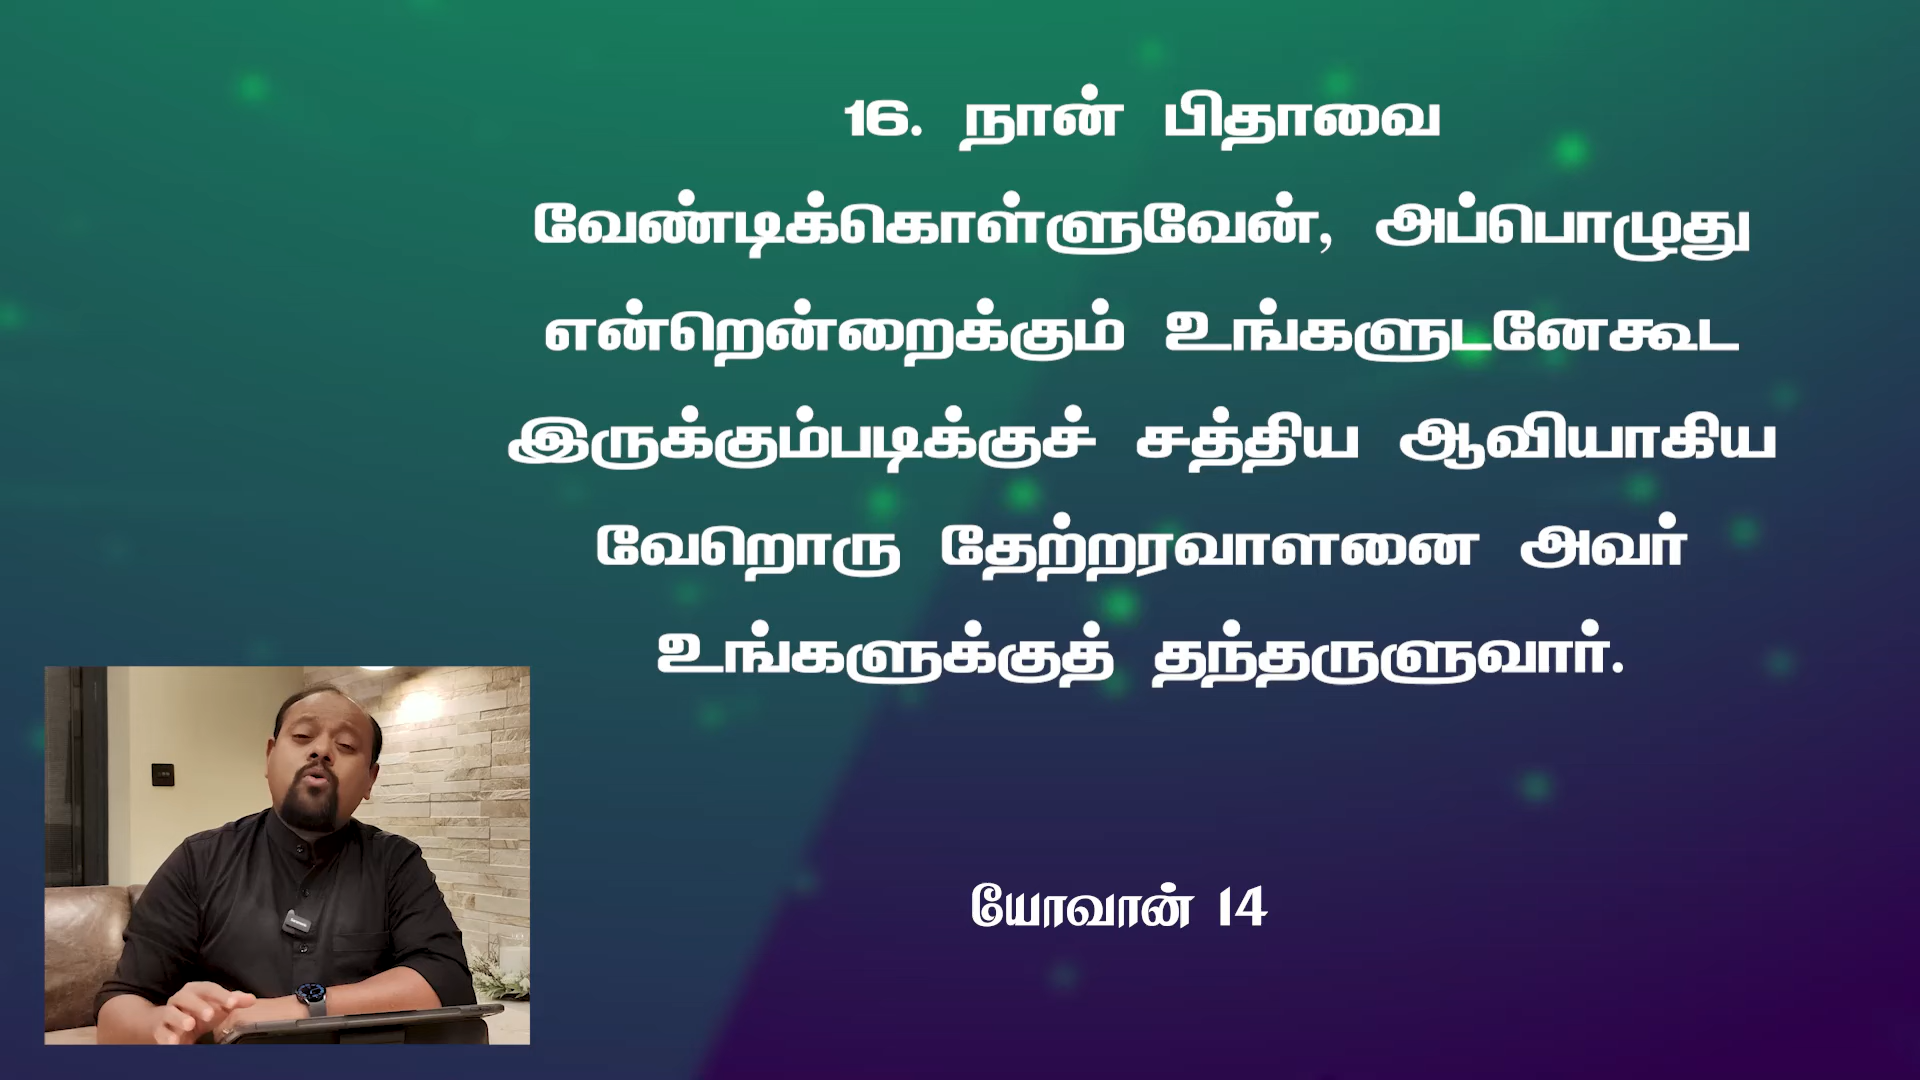 16. நான் பிதாவை
வேண்டிக்கொள்ளுவேன், அப்பொழுது
என்றென்றைக்கும் உங்களுடனேகூட
இருக்கும்படிக்குச் சத்திய ஆவியாகிய
வேறொரு தேற்றரவாளனை அவர்
உங்களுக்குத் தந்தருளுவார்.
யோவான் 14